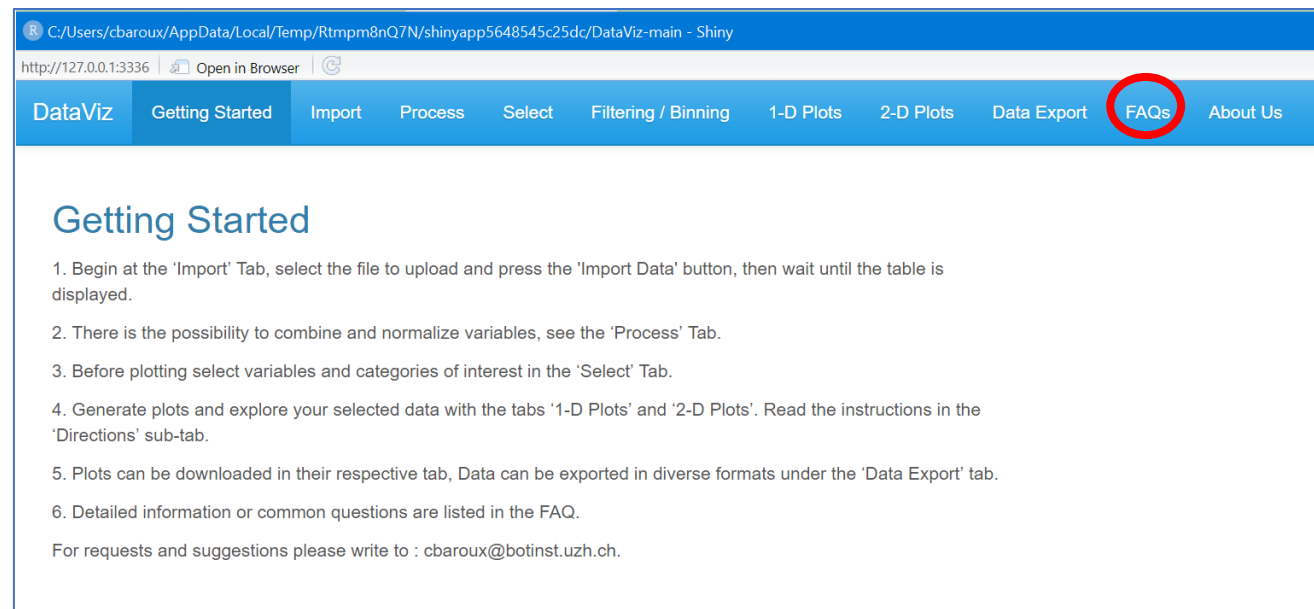 R C:/Users/cbaroux/AppData/Local/Temp/Rtmpm8nQ7N/shinyapp5648545c25dc/DataViz-main - Shiny
http://127.0.0.1:3336 Open in Browser
DataViz Getting Started Import Process Select Filtering / Binning 1-D Plots 2-D Plots Data Export FAQs About Us
Getting Started
1. Begin at the ‘Import’ Tab, select the file to upload and press the 'Import Data' button, then wait until the table is
displayed.
2. There is the possibility to combine and normalize variables, see the ‘Process’ Tab.
3. Before plotting select variables and categories of interest in the ‘Select’ Tab.
4. Generate plots and explore your selected data with the tabs ‘1-D Plots’ and ‘2-D Plots’. Read the instructions in the
‘Directions’ sub-tab.
5. Plots can be downloaded in their respective tab, Data can be exported in diverse formats under the ‘Data Export’ tab.
6. Detailed information or common questions are listed in the FAQ.
For requests and suggestions please write to : cbaroux@botinst.uzh.ch.